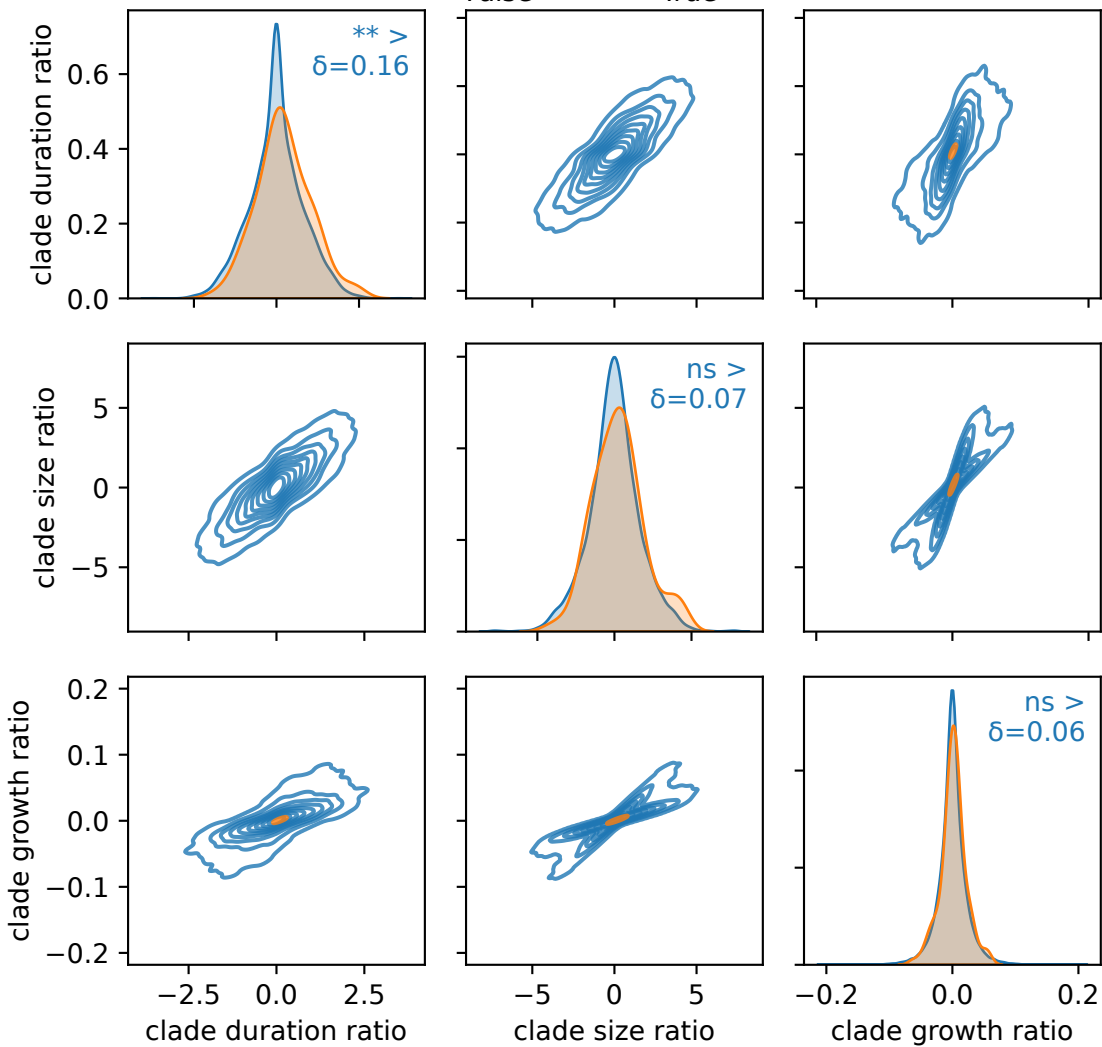 clade duration ratio
0.6
0.4
0.2
0.0
** >
δ=0.16
clade size ratio
5
0
−5
ns >
δ=0.07
clade growth ratio
0.2
0.1
0.0
−0.1
−0.2
ns >
δ=0.06
−2.5
0.0
2.5
clade duration ratio
−5
0
5
clade size ratio
−0.2
0.0
0.2
clade growth ratio